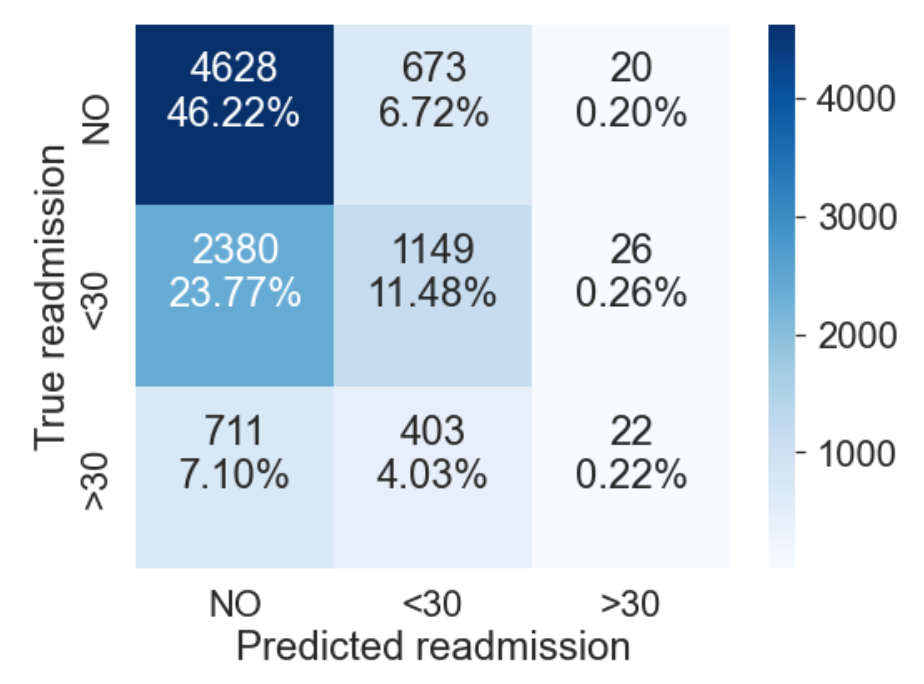 4628 673 20
46.22% 6.72% 0.20%
2380 1149 26
23.77% 11.48% 0.26%
711 403 22
7.10% 4.03% 0.22%
NO
<30
>30
True readmission
NO <30 >30
Predicted readmission
4000
3000
2000
1000